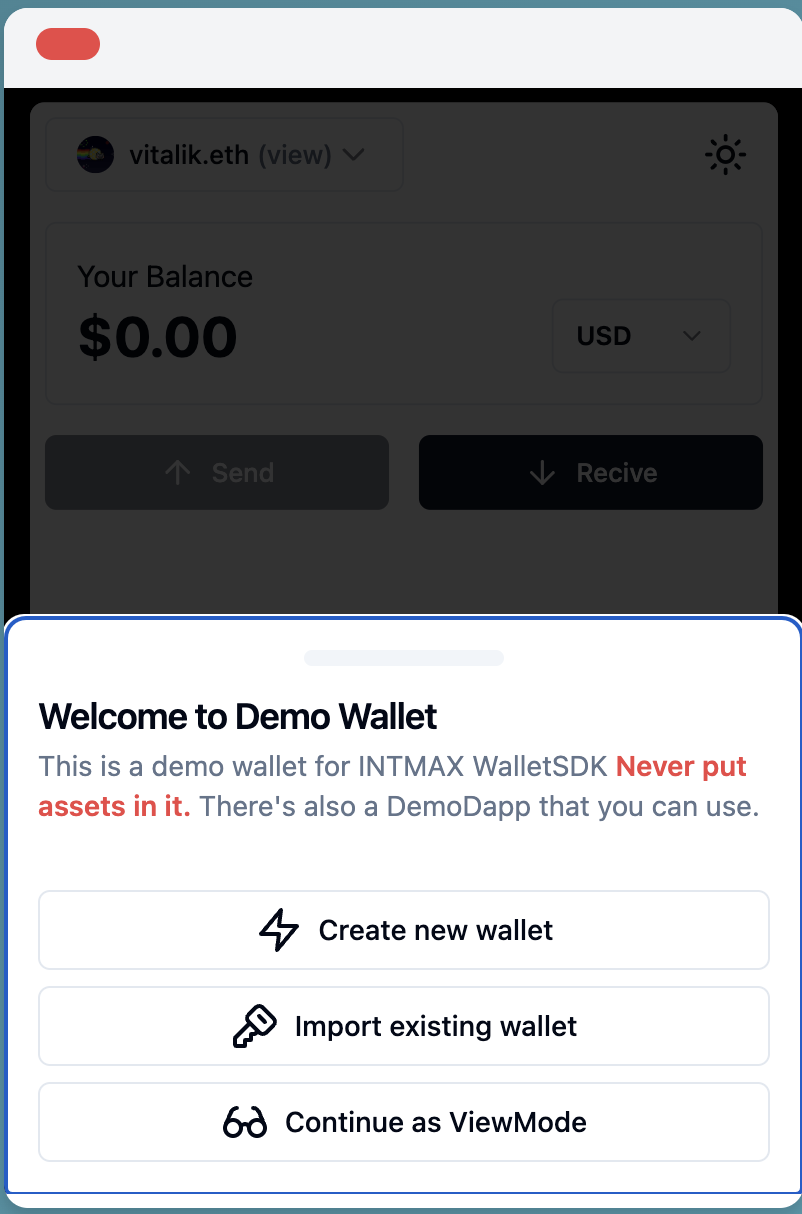 vitalik.eth (view)
Your Balance
$0.00
USD
Send
Recive
Welcome to Demo Wallet
This is a demo wallet for INTMAX WalletSDK Never put
assets in it. There's also a DemoDapp that you can use.
Create new wallet
Import existing wallet
Continue as ViewMode